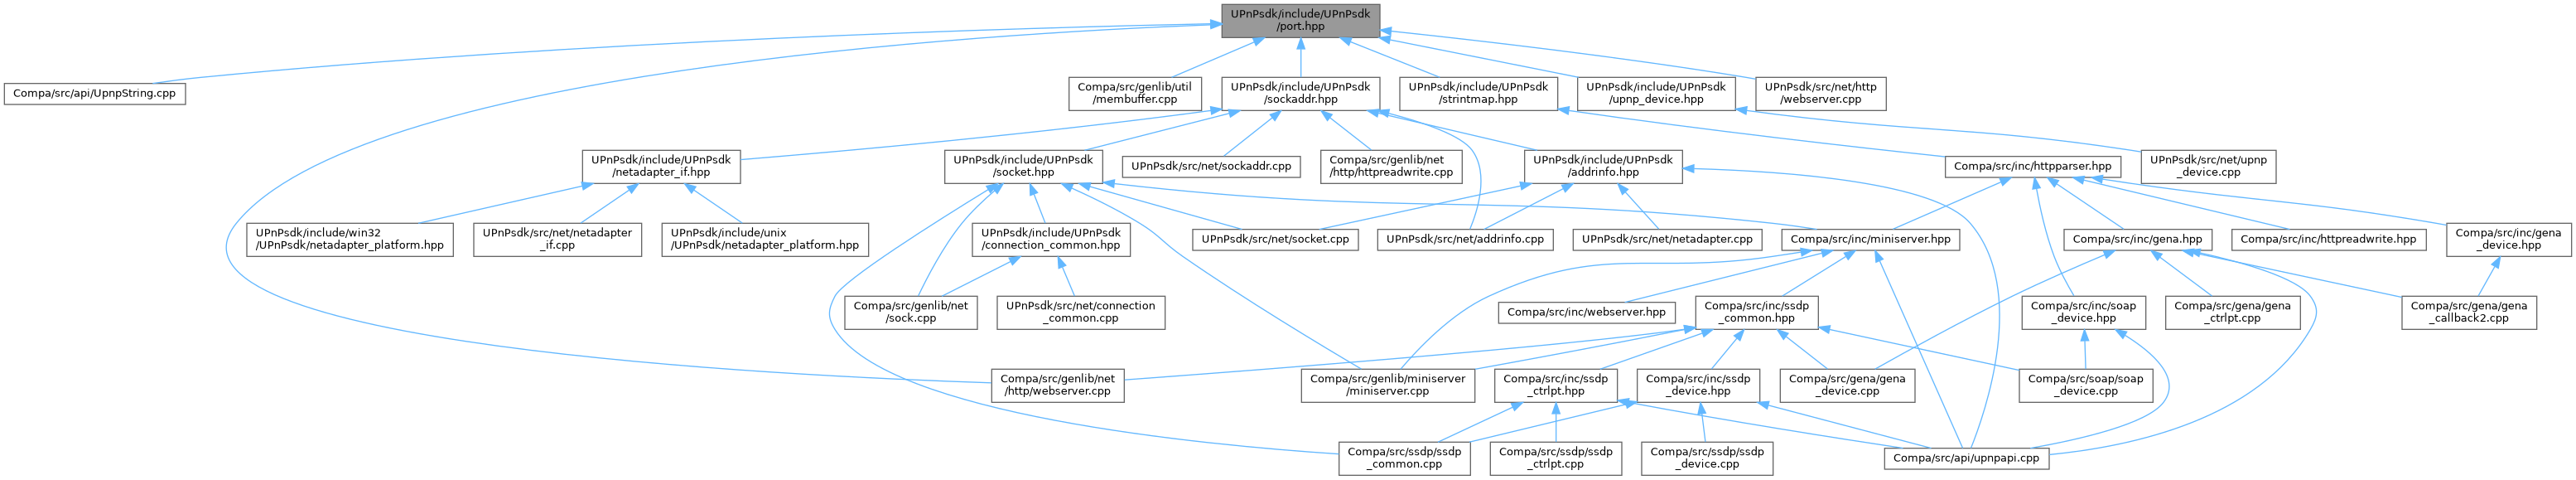 UPnPsdk/include/UPnPsdk
/port.hpp
Compa/src/api/UpnpString.cpp
Compa/src/genlib/util
/membuffer.cpp
UPnPsdk/include/UPnPsdk
/sockaddr.hpp
UPnPsdk/include/UPnPsdk
/strintmap.hpp
UPnPsdk/include/UPnPsdk
/upnp_device.hpp
UPnPsdk/src/net/http
/webserver.cpp
UPnPsdk/include/UPnPsdk
/netadapter_if.hpp
UPnPsdk/include/UPnPsdk
/socket.hpp
UPnPsdk/src/net/sockaddr.cpp
Compa/src/genlib/net
/http/httpreadwrite.cpp
UPnPsdk/include/UPnPsdk
/addrinfo.hpp
Compa/src/inc/httpparser.hpp
UPnPsdk/src/net/upnp
_device.cpp
UPnPsdk/include/win32
/UPnPsdk/netadapter_platform.hpp
UPnPsdk/src/net/netadapter
_if.cpp
UPnPsdk/include/unix
/UPnPsdk/netadapter_platform.hpp
UPnPsdk/include/UPnPsdk
/connection_common.hpp
UPnPsdk/src/net/socket.cpp
UPnPsdk/src/net/addrinfo.cpp
UPnPsdk/src/net/netadapter.cpp
Compa/src/inc/miniserver.hpp
Compa/src/inc/gena.hpp
Compa/src/inc/httpreadwrite.hpp
Compa/src/inc/gena
_device.hpp
Compa/src/genlib/net
/sock.cpp
UPnPsdk/src/net/connection
_common.cpp
Compa/src/inc/webserver.hpp
Compa/src/inc/ssdp
_common.hpp
Compa/src/inc/soap
_device.hpp
Compa/src/gena/gena
_ctrlpt.cpp
Compa/src/gena/gena
_callback2.cpp
Compa/src/genlib/net
/http/webserver.cpp
Compa/src/genlib/miniserver
/miniserver.cpp
Compa/src/inc/ssdp
_ctrlpt.hpp
Compa/src/inc/ssdp
_device.hpp
Compa/src/gena/gena
_device.cpp
Compa/src/soap/soap
_device.cpp
Compa/src/ssdp/ssdp
_common.cpp
Compa/src/ssdp/ssdp
_ctrlpt.cpp
Compa/src/ssdp/ssdp
_device.cpp
Compa/src/api/upnpapi.cpp